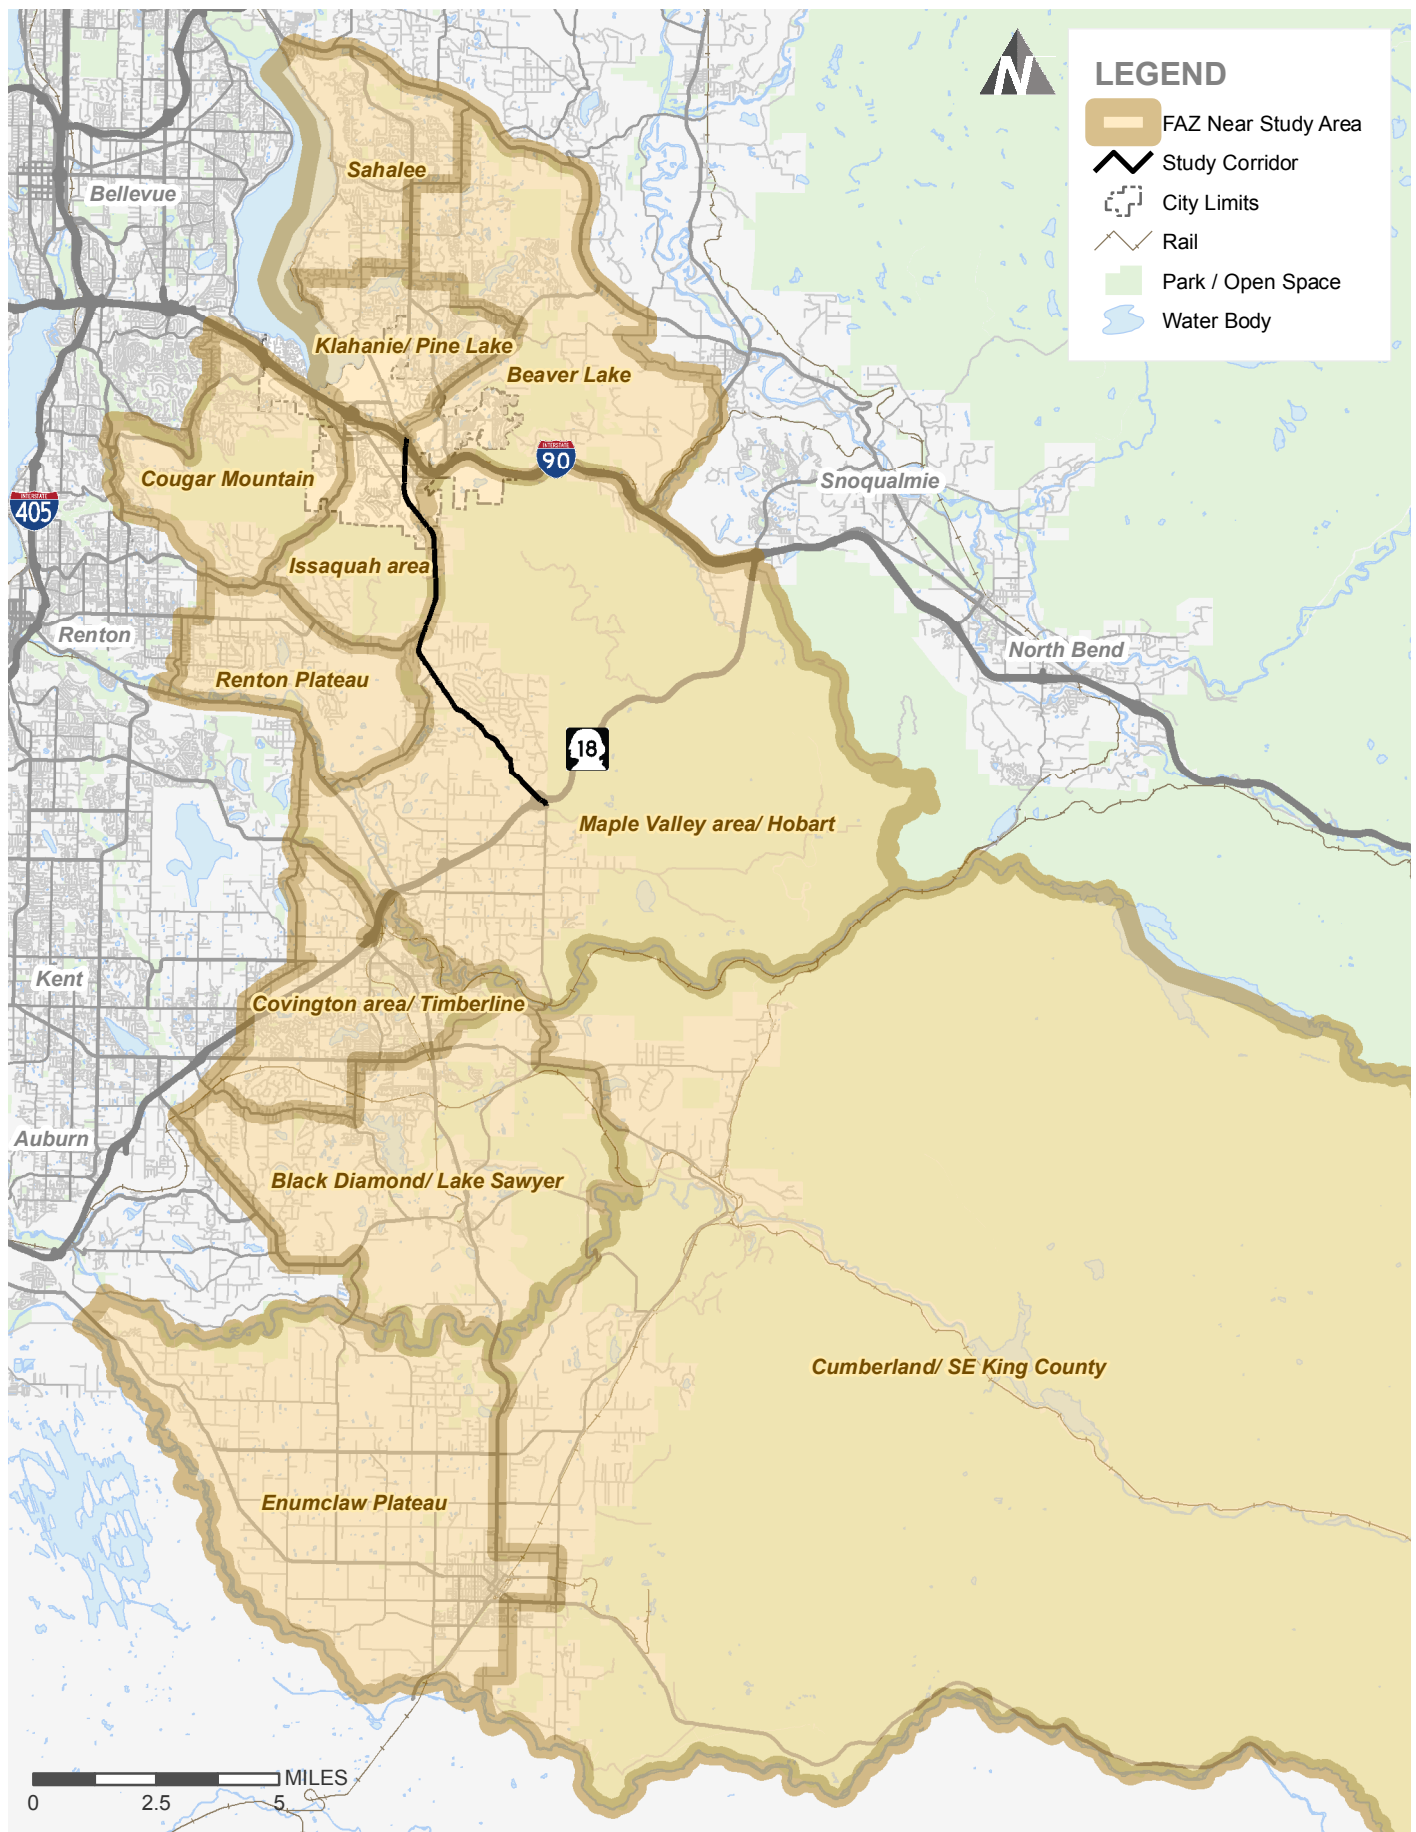 LEGEND
FAZ Near Study Area
Study Corridor
City Limits
Rail
Park / Open Space
Water Body
N
Sahalee
Bellevue
Klahanie/ Pine Lake
Beaver Lake
INTERSTATE
90
Cougar Mountain
Snoqualmie
INTERSTATE
405
Issaquah area
Renton
North Bend
Renton Plateau
18
Maple Valley area/ Hobart
Kent
Covington area/ Timberline
Auburn
Black Diamond/ Lake Sawyer
Cumberland/ SE King County
Enumclaw Plateau
MILES
0 2.5 5